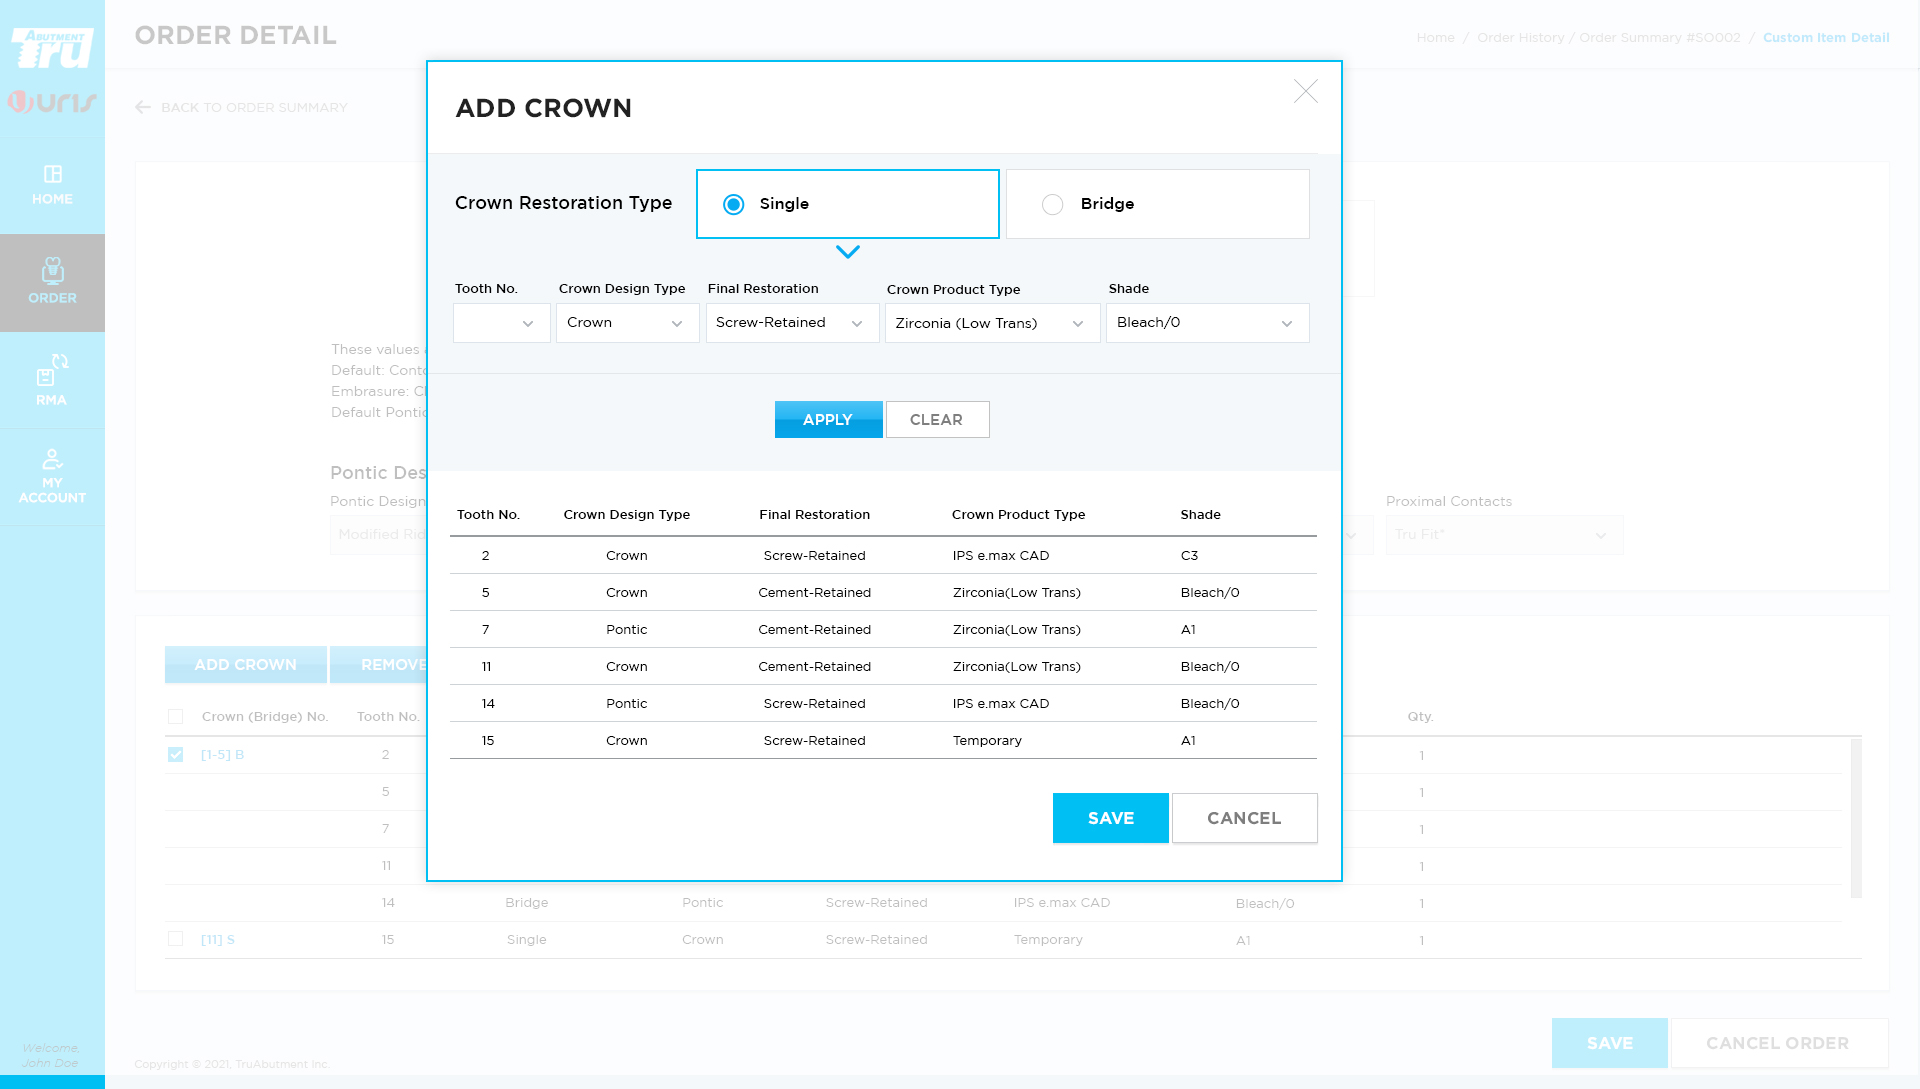 ABUTMENT
Tru
uris
HOME
ORDER
RMA
MY
ACCOUNT
Welcome,
John Doe
ORDER DETAIL
Home / Order History / Order Summary #SO002 / Custom Item Detail
BACK TO ORDER SUMMARY
These values
Default: Conto
Embrasure: Cl
Default Pontic
Pontic Des
Pontic Design
Modified Rid
Proximal Contacts
Tru Fit*
ADD CROWN
REMOVE
Crown (Bridge) No. Tooth No. Qty.
[1-5] B 2 1
5 1
7 1
11 1
14 Bridge Pontic Screw-Retained IPS e.max CAD Bleach/0 1
[11] S 15 Single Crown Screw-Retained Temporary A1 1
SAVE
CANCEL ORDER
Copyright © 2021, TruAbutment Inc.
ADD CROWN
Crown Restoration Type
Single
Bridge
Tooth No. Crown Design Type Final Restoration Crown Product Type Shade
Crown Screw-Retained Zirconia (Low Trans) Bleach/0
APPLY
CLEAR
Tooth No. Crown Design Type Final Restoration Crown Product Type Shade
2 Crown Screw-Retained IPS e.max CAD C3
5 Crown Cement-Retained Zirconia(Low Trans) Bleach/0
7 Pontic Cement-Retained Zirconia(Low Trans) A1
11 Crown Cement-Retained Zirconia(Low Trans) Bleach/0
14 Pontic Screw-Retained IPS e.max CAD Bleach/0
15 Crown Screw-Retained Temporary A1
SAVE
CANCEL